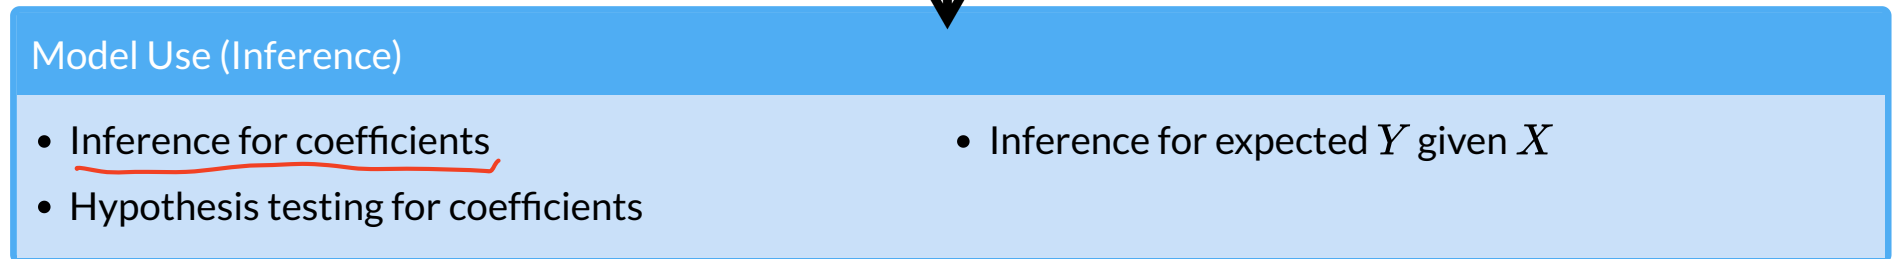 Model Use (Inference)
• Inference for coefficients
• Hypothesis testing for coefficients
• Inference for expected Y given X